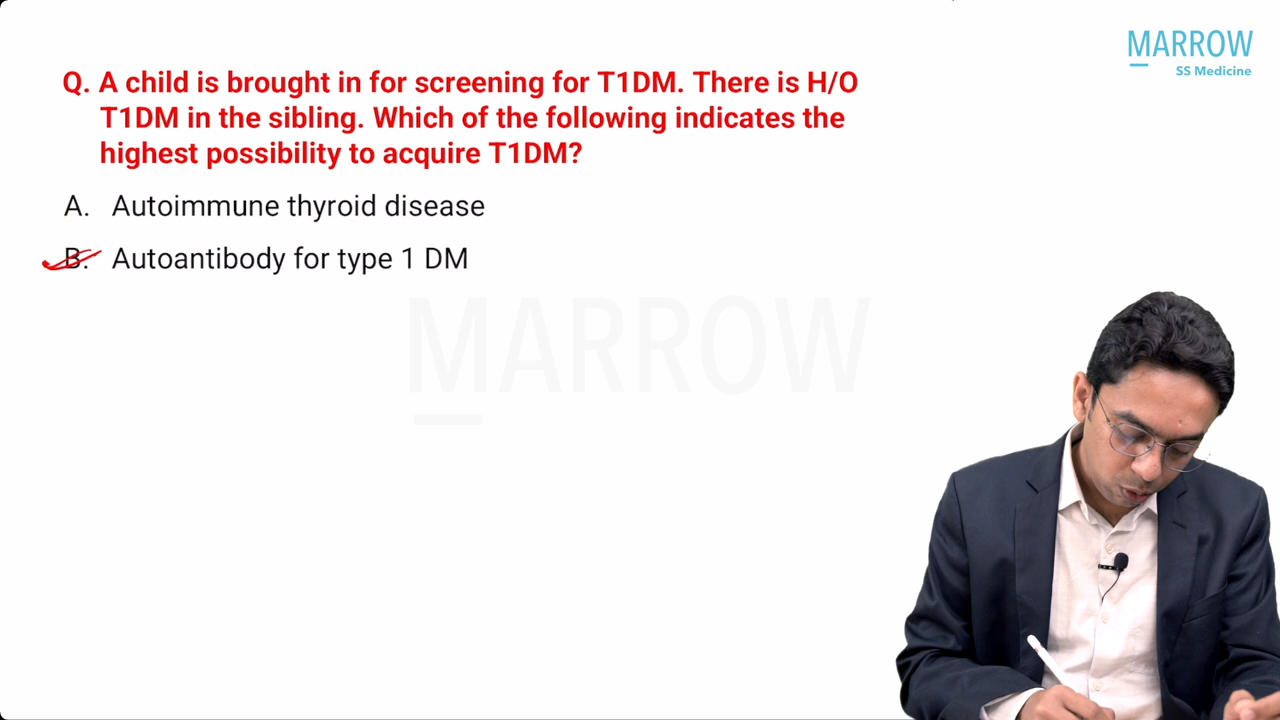 MARROW
SS Medicine
Q. A child is brought in for screening for T1DM. There is H/O
T1DM in the sibling. Which of the following indicates the
highest possibility to acquire T1DM?
A. Autoimmune thyroid disease
B. Autoantibody for type 1 DM
MARROW